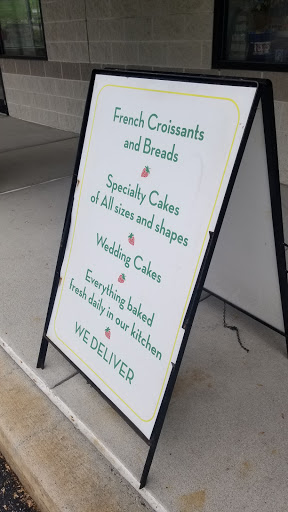 French Croissants
and Breads
Specialty Cakes
of All sizes and shapes
Wedding Cakes
Everything baked
fresh daily in our kitchen
WE DELIVER